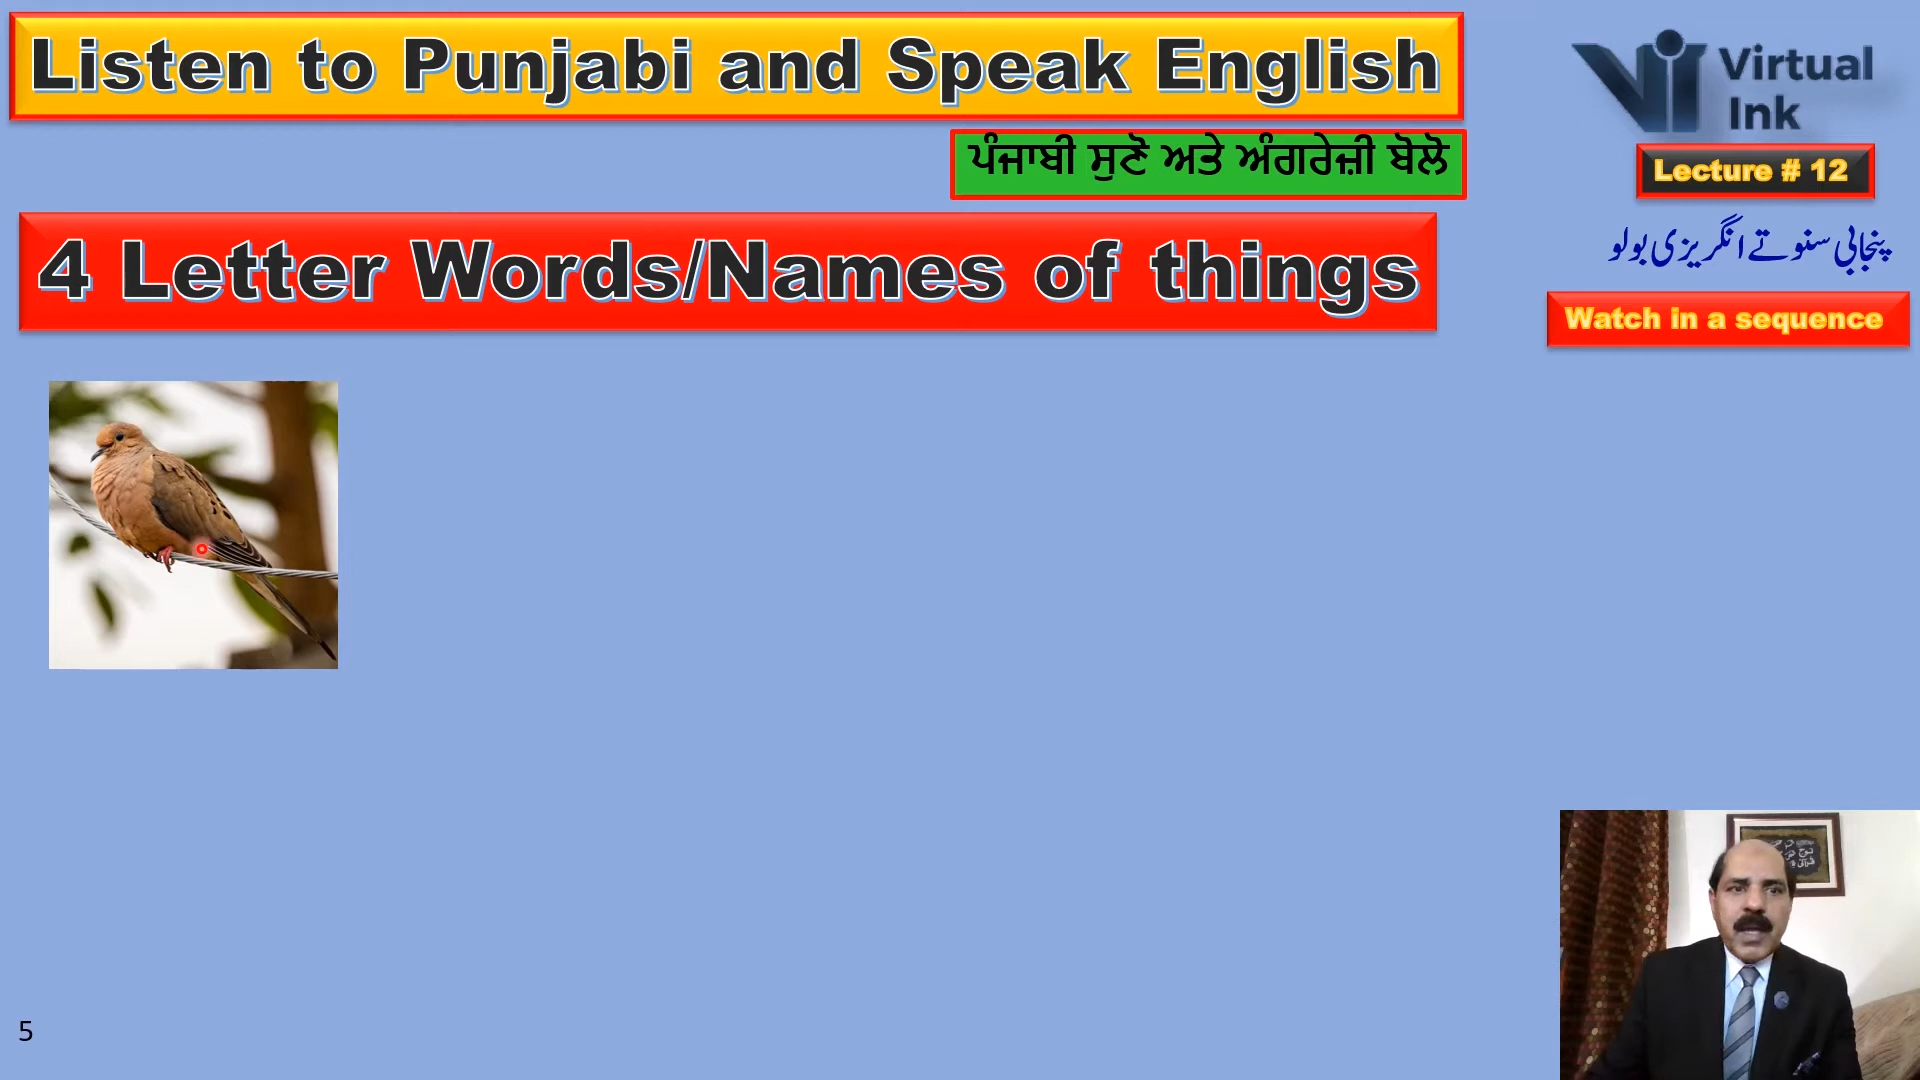 Listen to Punjabi and Speak English
ਪੰਜਾਬੀ ਸੁਣੋ ਅਤੇ ਅੰਗਰੇਜ਼ੀ ਬੋਲੋ
4 Letter Words/Names of things
Virtual
Ink
Lecture # 12
پنجابی سنو تے انگریزی بولو
Watch in a sequence
5